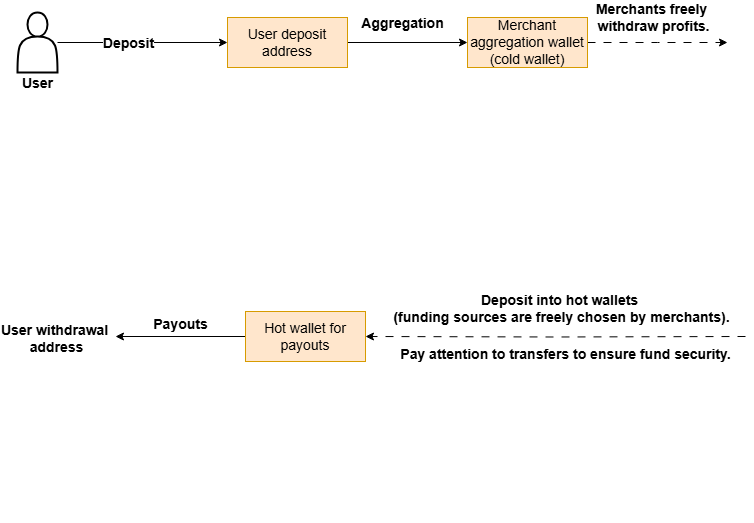 Merchants freely
withdraw profits.
Aggregation
Deposit
User deposit
address
Merchant
aggregation wallet
(cold wallet)
User
Deposit into hot wallets
(funding sources are freely chosen by merchants).
Payouts
User withdrawal
address
Hot wallet for
payouts
Pay attention to transfers to ensure fund security.